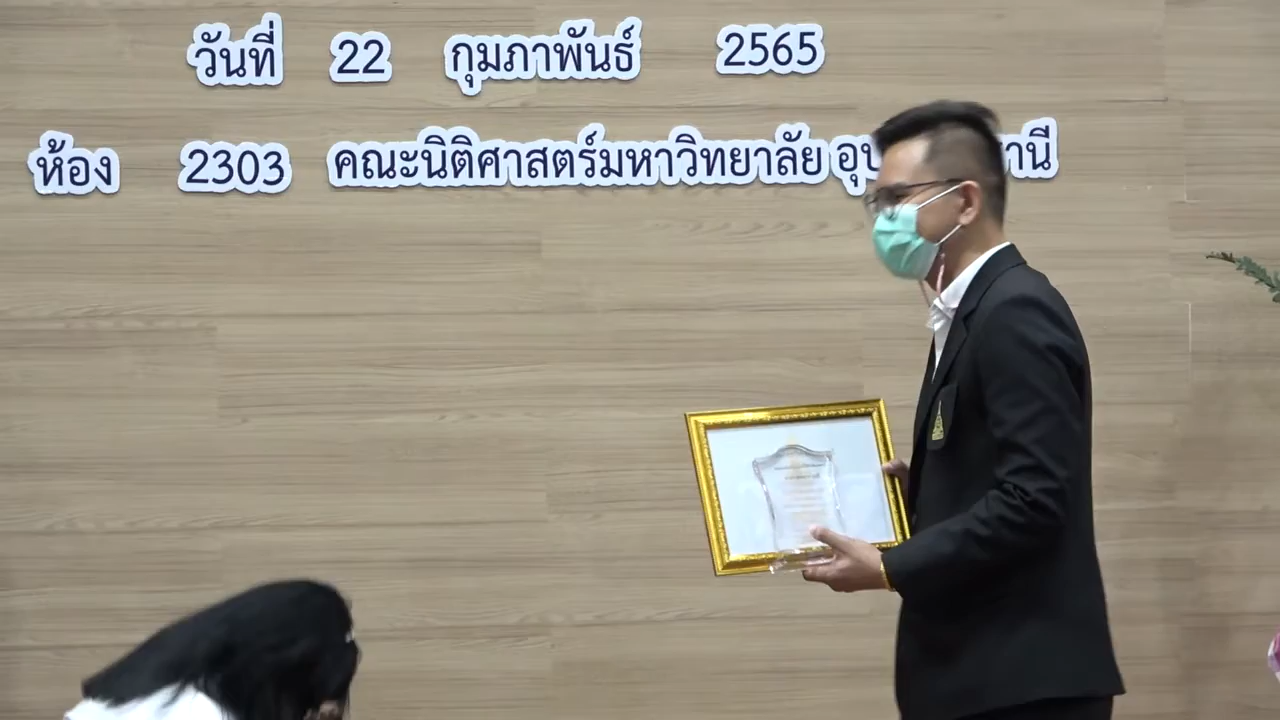 วันที่ 22 กุมภาพันธ์ 2565
ห้อง 2303 คณะนิติศาสตร์มหาวิทยาลัย